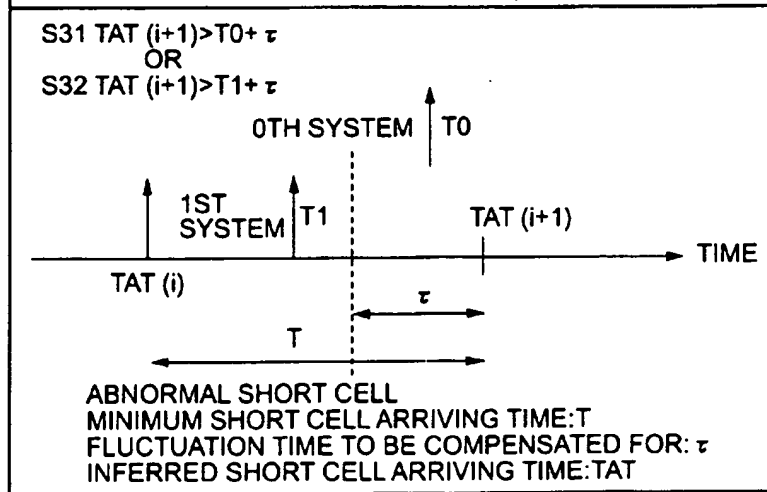 S31 TAT (i+1)>T0+ τ
OR
S32 TAT (i+1)>T1+ τ
0TH SYSTEM
T0
1ST
SYSTEM
T1
TAT (i+1)
TIME
TAT (i)
τ
T
ABNORMAL SHORT CELL
MINIMUM SHORT CELL ARRIVING TIME:T
FLUCTUATION TIME TO BE COMPENSATED FOR: τ
INFERRED SHORT CELL ARRIVING TIME:TAT